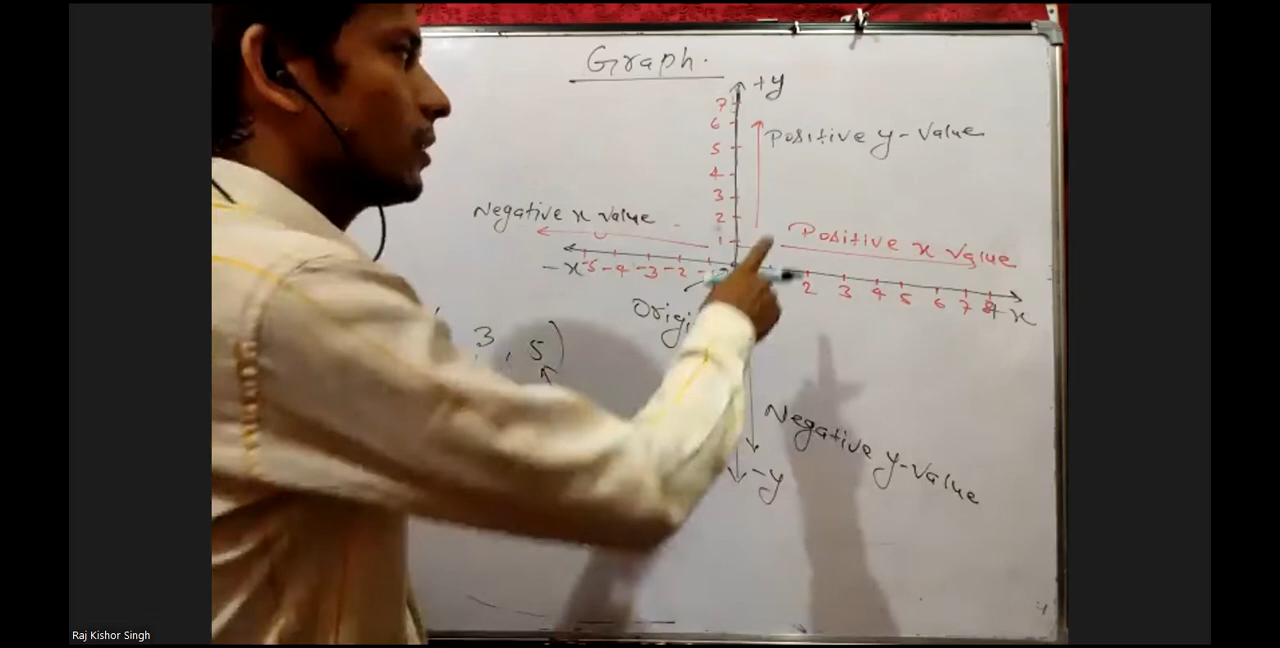 Graph.
+y
7
6
5
4
3
2
1
Positive y-Value
Negative x value
Positive x Value
-x -5 -4 -3 -2 -1
2 3 4 5 6 7 8 +x
3, 5)
Negative y-Value
-y
Raj Kishor Singh